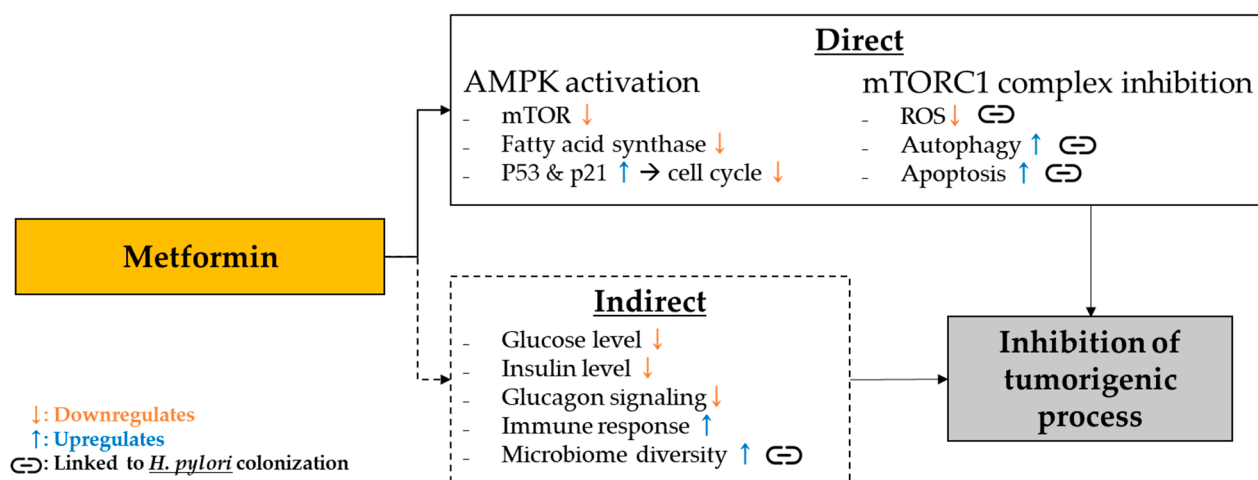 Direct
AMPK activation
- mTOR ↓
- Fatty acid synthase ↓
- P53 & p21 ↑ → cell cycle ↓
mTORC1 complex inhibition
- ROS↓
- Autophagy ↑
- Apoptosis ↑
Metformin
Indirect
- Glucose level ↓
- Insulin level ↓
- Glucagon signaling↓
- Immune response ↑
- Microbiome diversity ↑
Inhibition of
tumorigenic
process
↓: Downregulates
↑: Upregulates
: Linked to H. pylori colonization